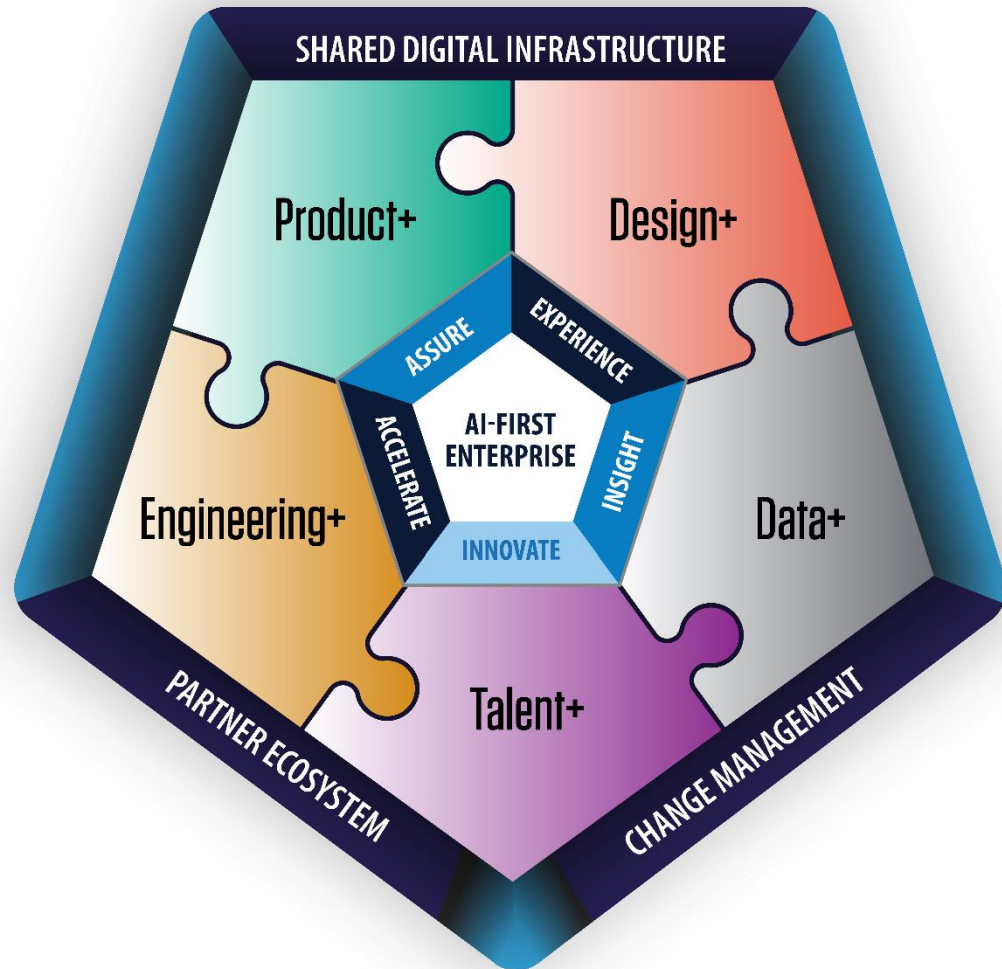 SHARED DIGITAL INFRASTRUCTURE
Product+
Design+
ASSURE
EXPERIENCE
AI-FIRST
ENTERPRISE
ACCELERATE
INSIGHT
INNOVATE
Engineering+
Data+
Talent+
PARTNER ECOSYSTEM
CHANGE MANAGEMENT